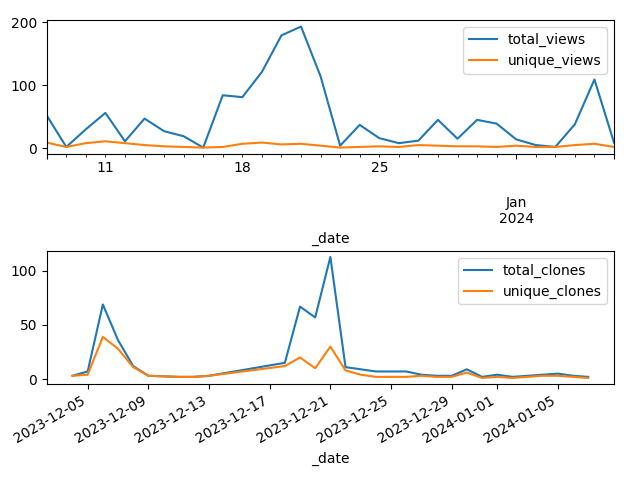 200
100
0
total_views
unique_views
11
18
25
Jan
2024
_date
100
50
0
total_clones
unique_clones
2023-12-05
2023-12-09
2023-12-13
2023-12-17
2023-12-21
2023-12-25
2023-12-29
2024-01-01
2024-01-05
_date